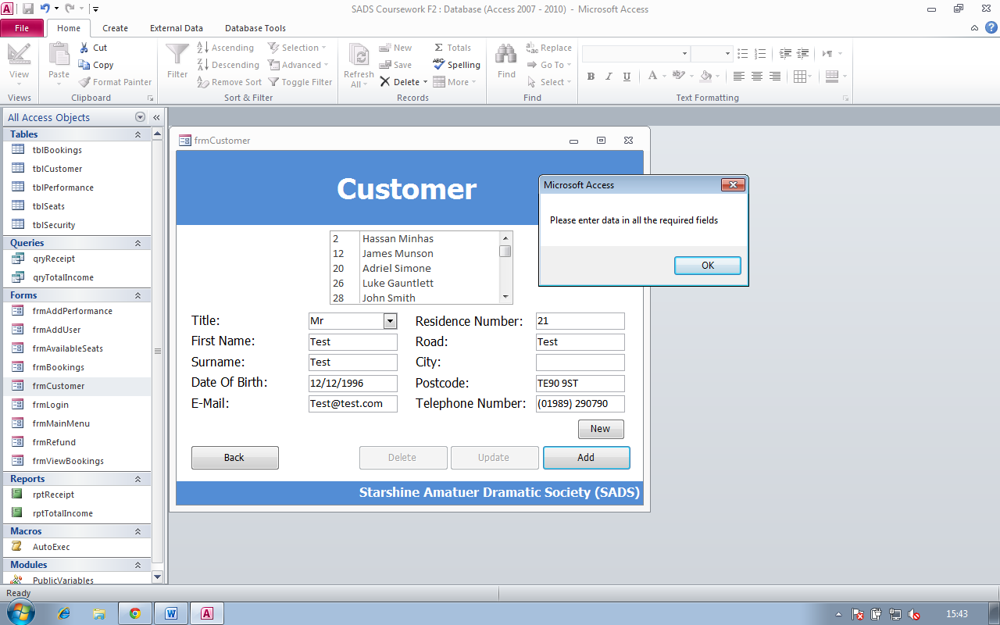 SADS Coursework F2 : Database (Access 2007 - 2010) - Microsoft Access
File Home Create External Data Database Tools
View
Views
Paste
Cut
Copy
Format Painter
Clipboard
Filter
Ascending
Descending
Remove Sort
Selection
Advanced
Toggle Filter
Sort & Filter
Refresh All
New
Save
Delete
Totals
Spelling
More
Records
Find
Replace
Go To
Select
Find
Text Formatting
All Access Objects
Tables
tblBookings
tblCustomer
tblPerformance
tblSeats
tblSecurity
Queries
qryReceipt
qryTotalIncome
Forms
frmAddPerformance
frmAddUser
frmAvailableSeats
frmBookings
frmCustomer
frmLogin
frmMainMenu
frmRefund
frmViewBookings
Reports
rptReceipt
rptTotalIncome
Macros
AutoExec
Modules
PublicVariables
frmCustomer
Customer
2 Hassan Minhas
12 James Munson
20 Adriel Simone
26 Luke Gauntlett
28 John Smith
Title: Mr
First Name: Test
Surname: Test
Date Of Birth: 12/12/1996
E-Mail: Test@test.com
Residence Number: 21
Road: Test
City:
Postcode: TE90 9ST
Telephone Number: (01989) 290790
New
Back Delete Update Add
Starshine Amatuer Dramatic Society (SADS)
Microsoft Access
Please enter data in all the required fields
OK
Ready
15:43